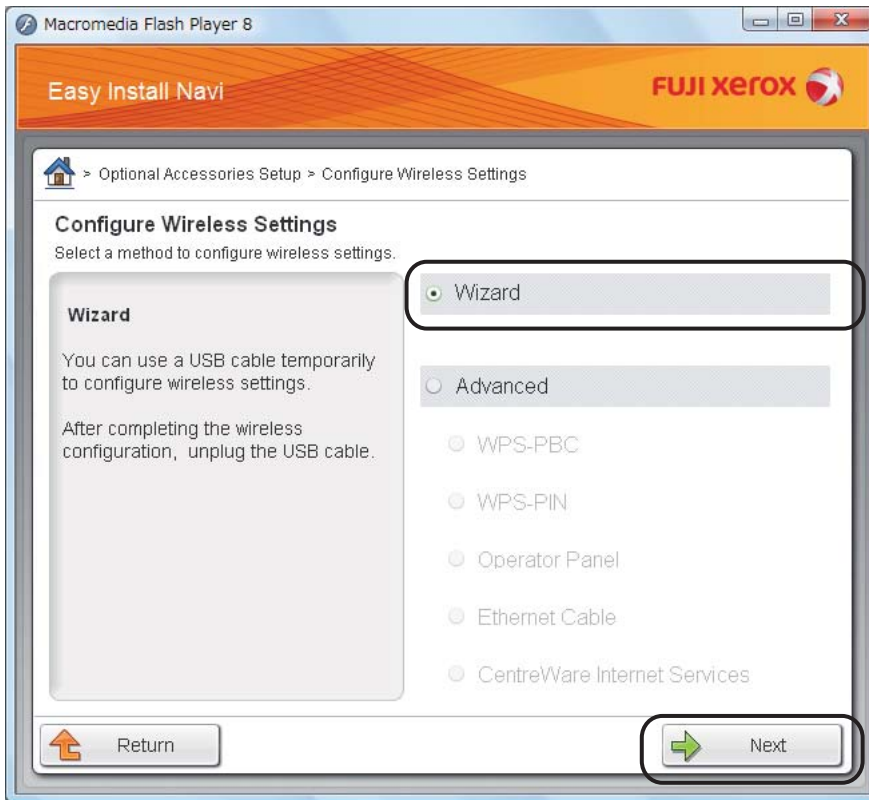 Macromedia Flash Player 8
Easy Install Navi
FUJI xerox
> Optional Accessories Setup > Configure Wireless Settings
Configure Wireless Settings
Select a method to configure wireless settings.
Wizard
You can use a USB cable temporarily
to configure wireless settings.
After completing the wireless
configuration, unplug the USB cable.
Wizard
Advanced
WPS-PBC
WPS-PIN
Operator Panel
Ethernet Cable
CentreWare Internet Services
Return
Next